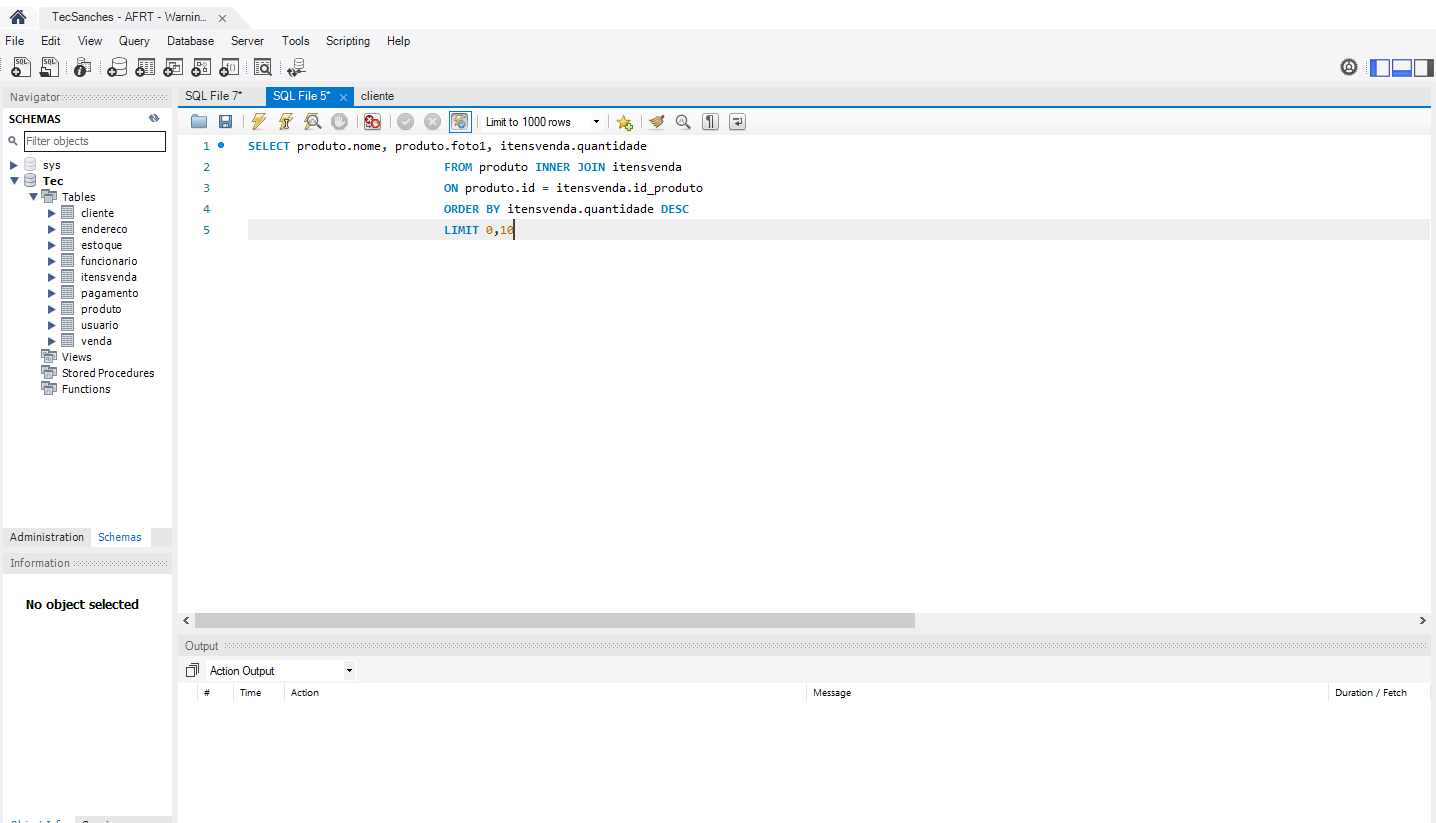 TecSanches - AFRT - Warnin...
File Edit View Query Database Server Tools Scripting Help
Navigator
SCHEMAS
Filter objects
sys
Tec
Tables
cliente
endereco
estoque
funcionario
itensvenda
pagamento
produto
usuario
venda
Views
Stored Procedures
Functions
Administration Schemas
Information
No object selected
SQL File 7* SQL File 5* cliente
Limit to 1000 rows
1 SELECT produto.nome, produto.foto1, itensvenda.quantidade
2 FROM produto INNER JOIN itensvenda
3 ON produto.id = itensvenda.id_produto
4 ORDER BY itensvenda.quantidade DESC
5 LIMIT 0,10
Output
Action Output
# Time Action Message Duration / Fetch